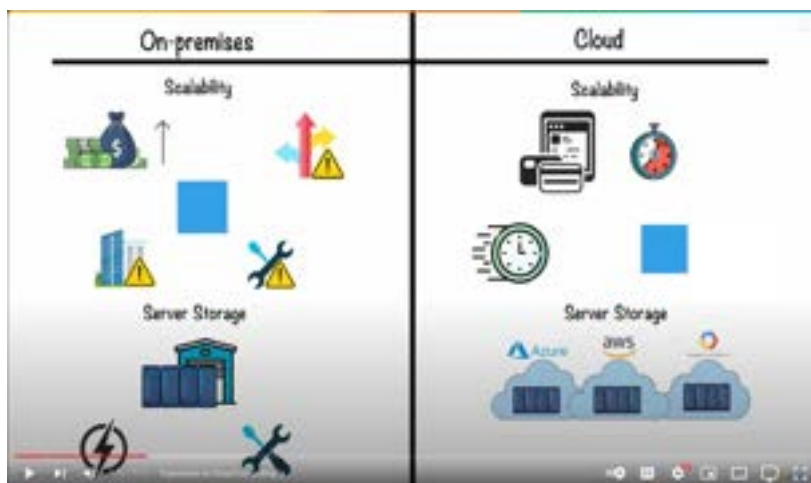 On-premises
Cloud
Scalability
Scalability
Server Storage
Server Storage
Azure
aws